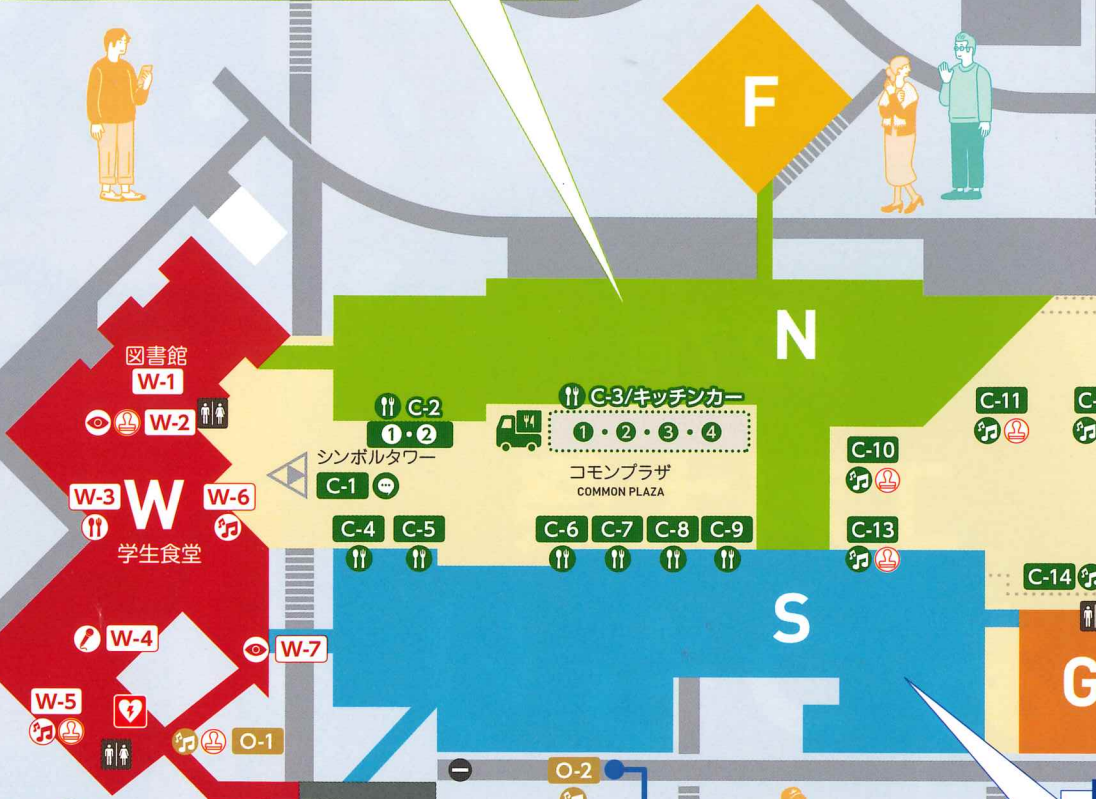 F
N
図書館
W-1
W-2
C-2
①・②
C-3/キッチンカー
①・②・③・④
コモンプラザ
COMMON PLAZA
C-11
C-
シンボルタワー
C-1
C-10
W-3
W
W-6
学生食堂
C-4
C-5
C-6
C-7
C-8
C-9
C-13
C-14
S
W-4
W-7
G
W-5
O-1
O-2